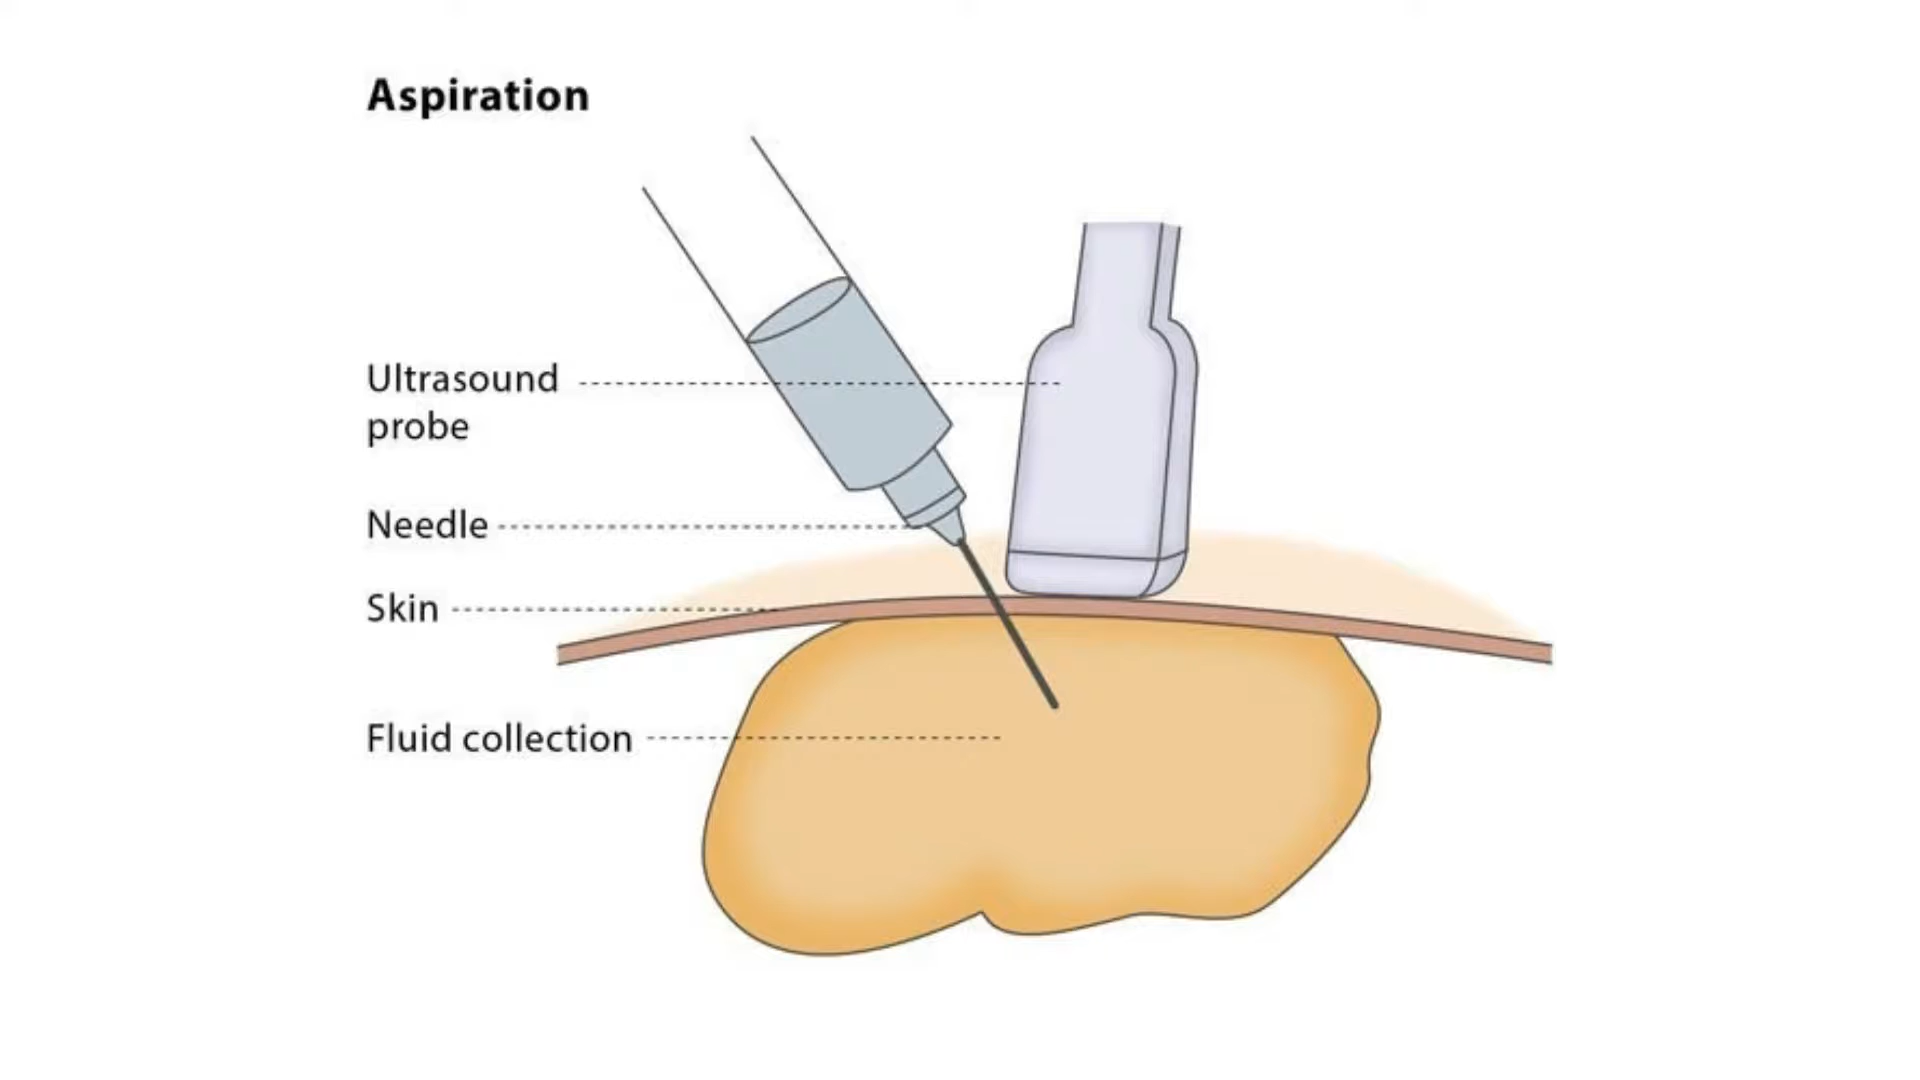 Aspiration
Ultrasound
probe
Needle
Skin
Fluid collection